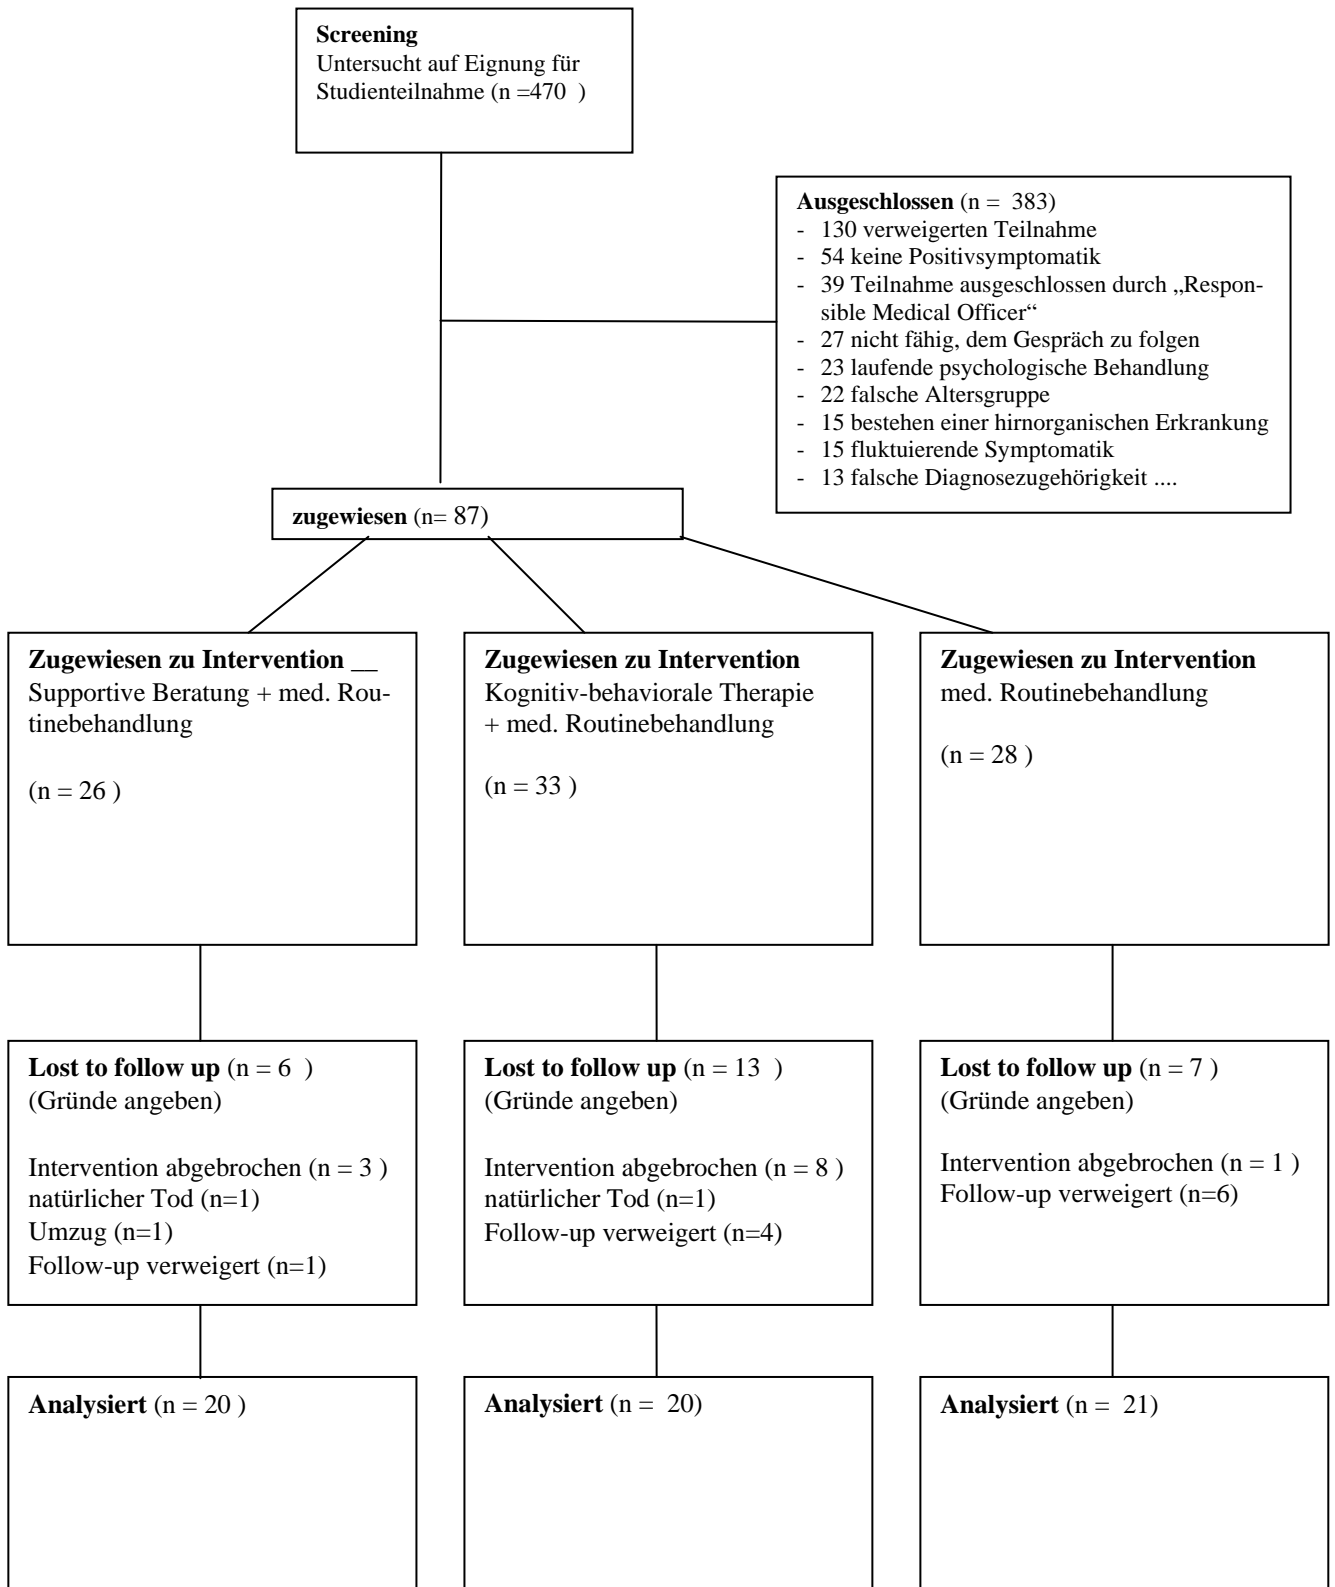 Screening
Untersucht auf Eignung für
Studienteilnahme (n =470  )
Ausgeschlossen (n =  383)
-  130 verweigerten Teilnahme
-  54 keine Positivsymptomatik
-  39 Teilnahme ausgeschlossen durch „Respon-
sible Medical Officer“
-  27 nicht fähig, dem Gespräch zu folgen
-  23 laufende psychologische Behandlung
-  22 falsche Altersgruppe
-  15 bestehen einer hirnorganischen Erkrankung
-  15 fluktuierende Symptomatik
-  13 falsche Diagnosezugehörigkeit ....
zugewiesen (n= 87)
Zugewiesen zu Intervention __
Supportive Beratung + med. Rou-
tinebehandlung
(n = 26 )
Zugewiesen zu Intervention
Kognitiv-behaviorale Therapie
+ med. Routinebehandlung
(n = 33 )
Zugewiesen zu Intervention
med. Routinebehandlung
(n = 28 )
Lost to follow up (n = 6  )
(Gründe angeben)
Intervention abgebrochen (n = 3 )
natürlicher Tod (n=1)
Umzug (n=1)
Follow-up verweigert (n=1)
Lost to follow up (n = 13  )
(Gründe angeben)
Intervention abgebrochen (n = 8 )
natürlicher Tod (n=1)
Follow-up verweigert (n=4)
Lost to follow up (n = 7 )
(Gründe angeben)
Intervention abgebrochen (n = 1 )
Follow-up verweigert (n=6)
Analysiert (n = 20 )
Analysiert (n =  20)
Analysiert (n =  21)